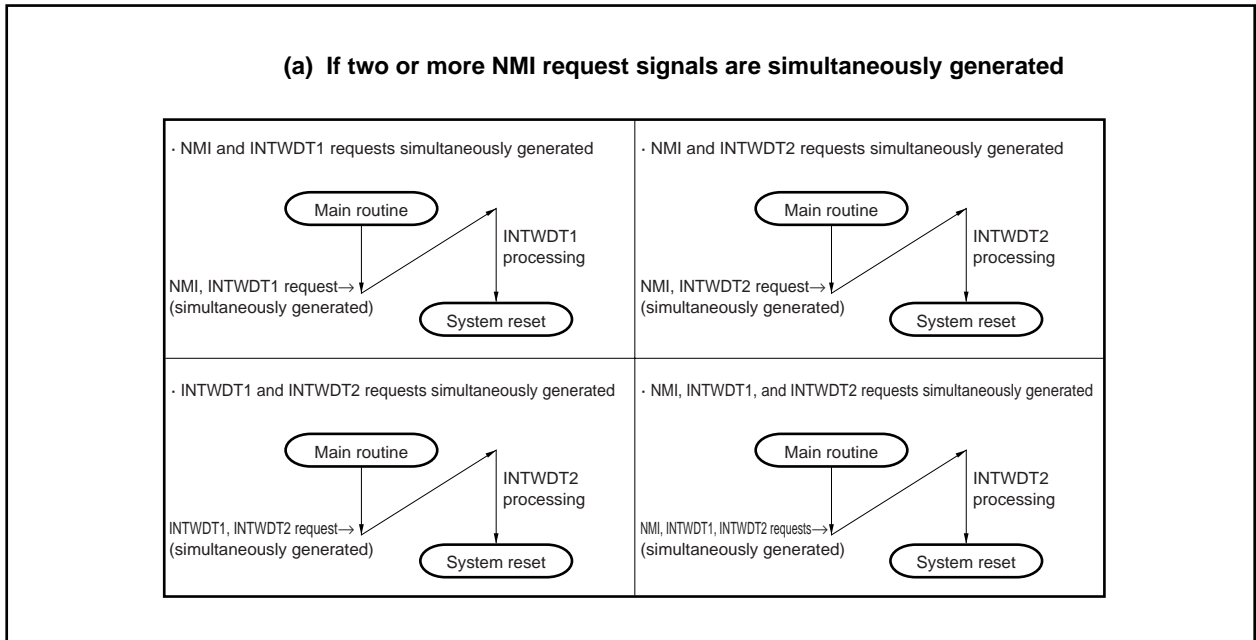 (a) If two or more NMI request signals are simultaneously generated
· NMI and INTWDT1 requests simultaneously generated
Main routine
INTWDT1
processing
NMI, INTWDT1 request→
(simultaneously generated)
System reset
· NMI and INTWDT2 requests simultaneously generated
Main routine
INTWDT2
processing
NMI, INTWDT2 request→
(simultaneously generated)
System reset
· INTWDT1 and INTWDT2 requests simultaneously generated
Main routine
INTWDT2
processing
INTWDT1, INTWDT2 request→
(simultaneously generated)
System reset
· NMI, INTWDT1, and INTWDT2 requests simultaneously generated
Main routine
INTWDT2
processing
NMI, INTWDT1, INTWDT2 requests→
(simultaneously generated)
System reset